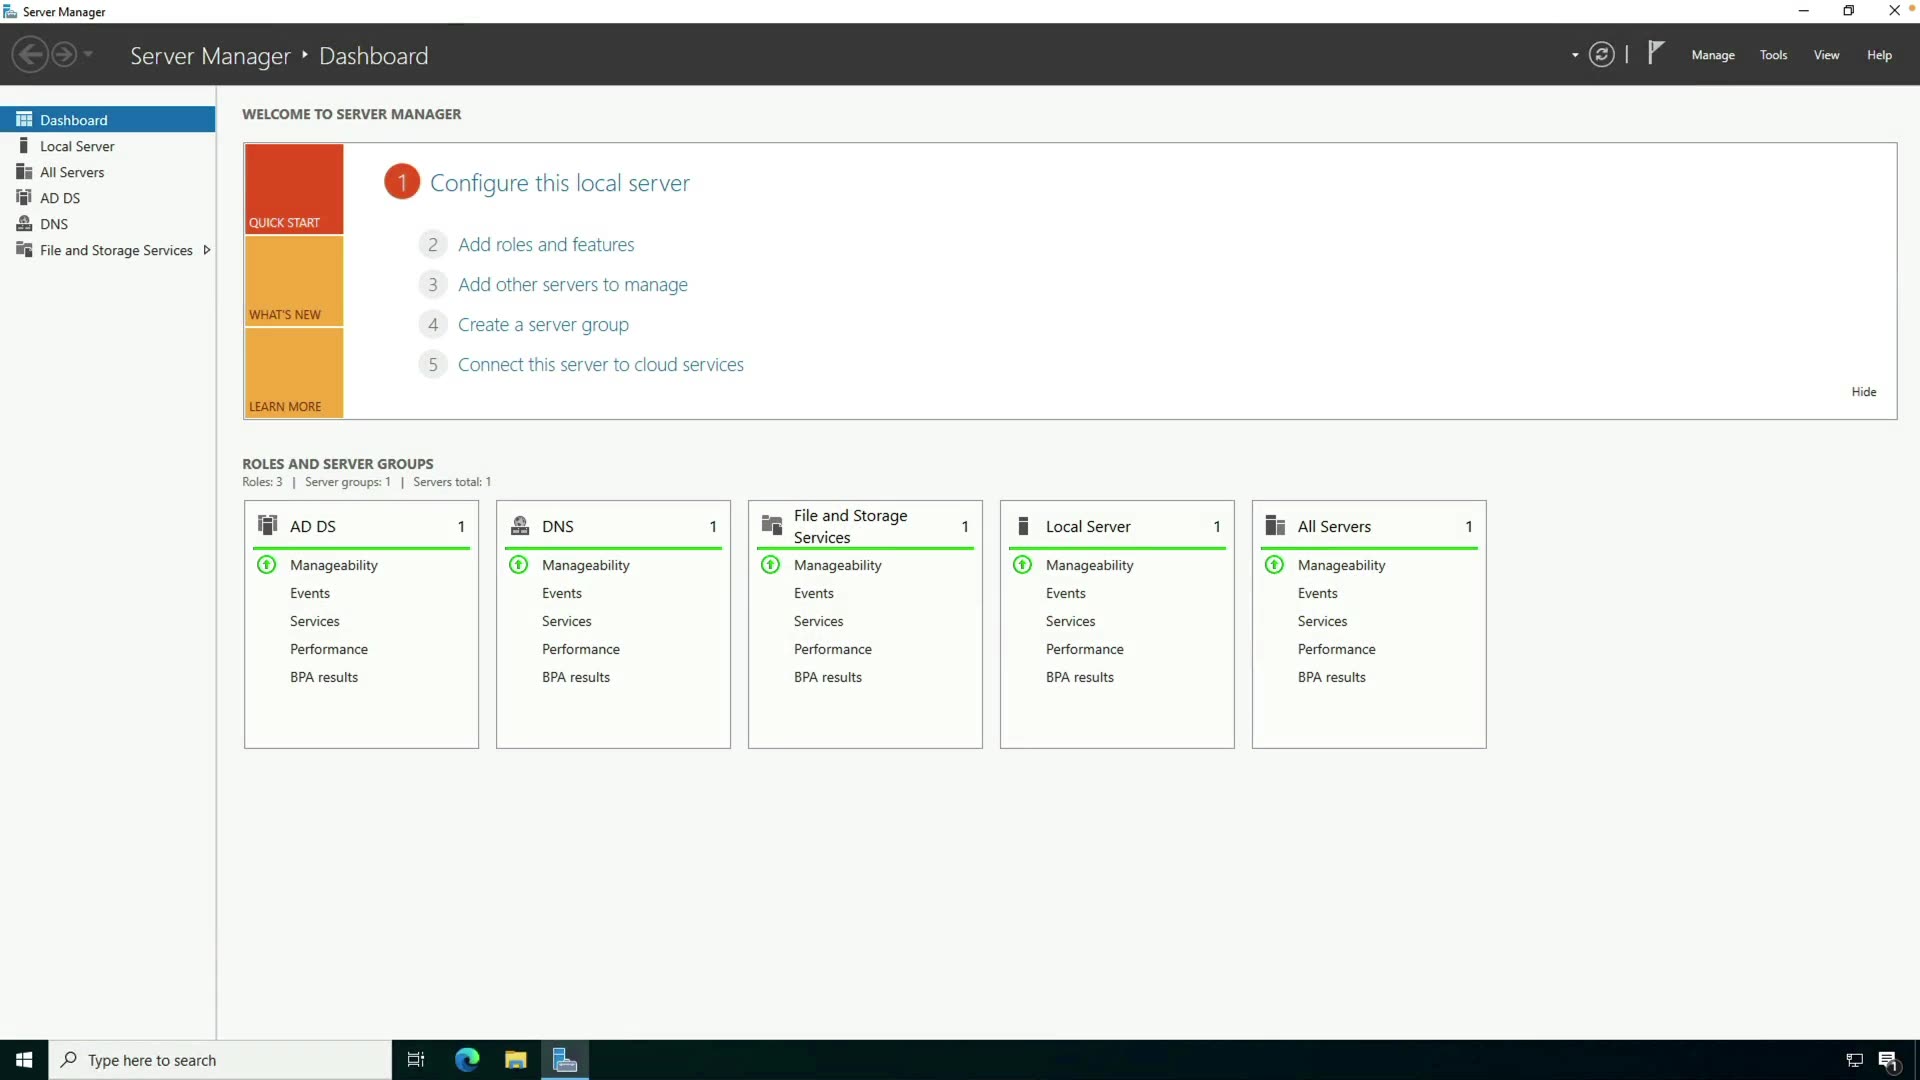 Server Manager
Server Manager ‣ Dashboard
Manage Tools View Help
Dashboard
Local Server
All Servers
AD DS
DNS
File and Storage Services
WELCOME TO SERVER MANAGER
QUICK START
WHAT'S NEW
LEARN MORE
1 Configure this local server
2 Add roles and features
3 Add other servers to manage
4 Create a server group
5 Connect this server to cloud services
Hide
ROLES AND SERVER GROUPS
Roles: 3 | Server groups: 1 | Servers total: 1
AD DS 1
Manageability
Events
Services
Performance
BPA results
DNS 1
Manageability
Events
Services
Performance
BPA results
File and Storage
Services 1
Manageability
Events
Services
Performance
BPA results
Local Server 1
Manageability
Events
Services
Performance
BPA results
All Servers 1
Manageability
Events
Services
Performance
BPA results
Type here to search
1